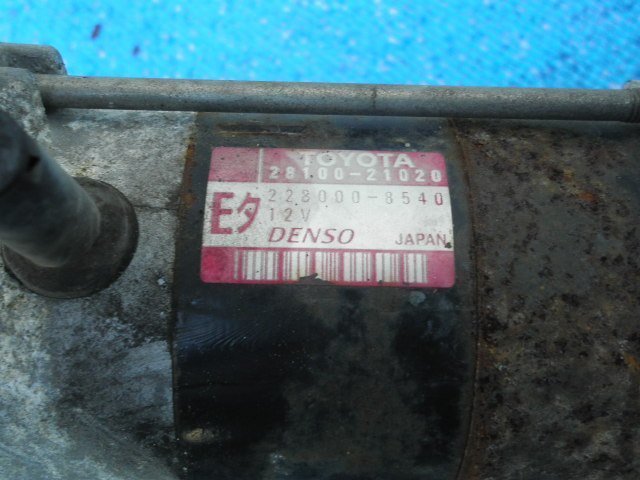 TOYOTA
28100-21020
228000-8540
Eタ
12V
DENSO JAPAN